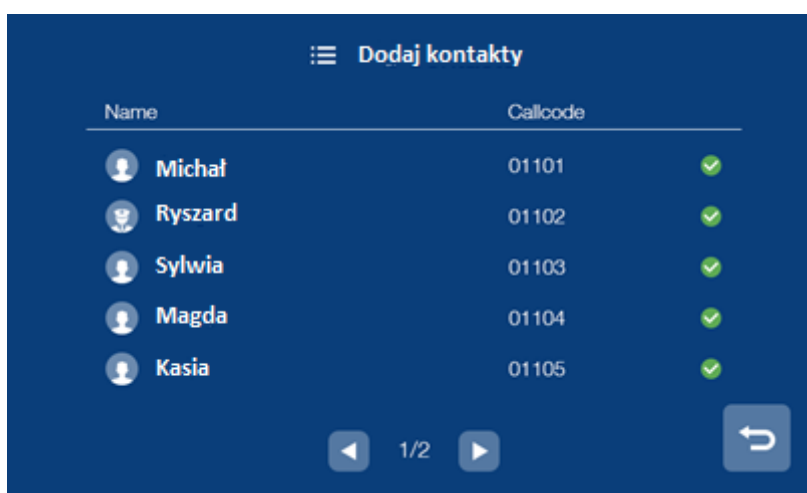 Dodaj kontakty
Name Callcode
Michał 01101
Ryszard 01102
Sylwia 01103
Magda 01104
Kasia 01105
1/2